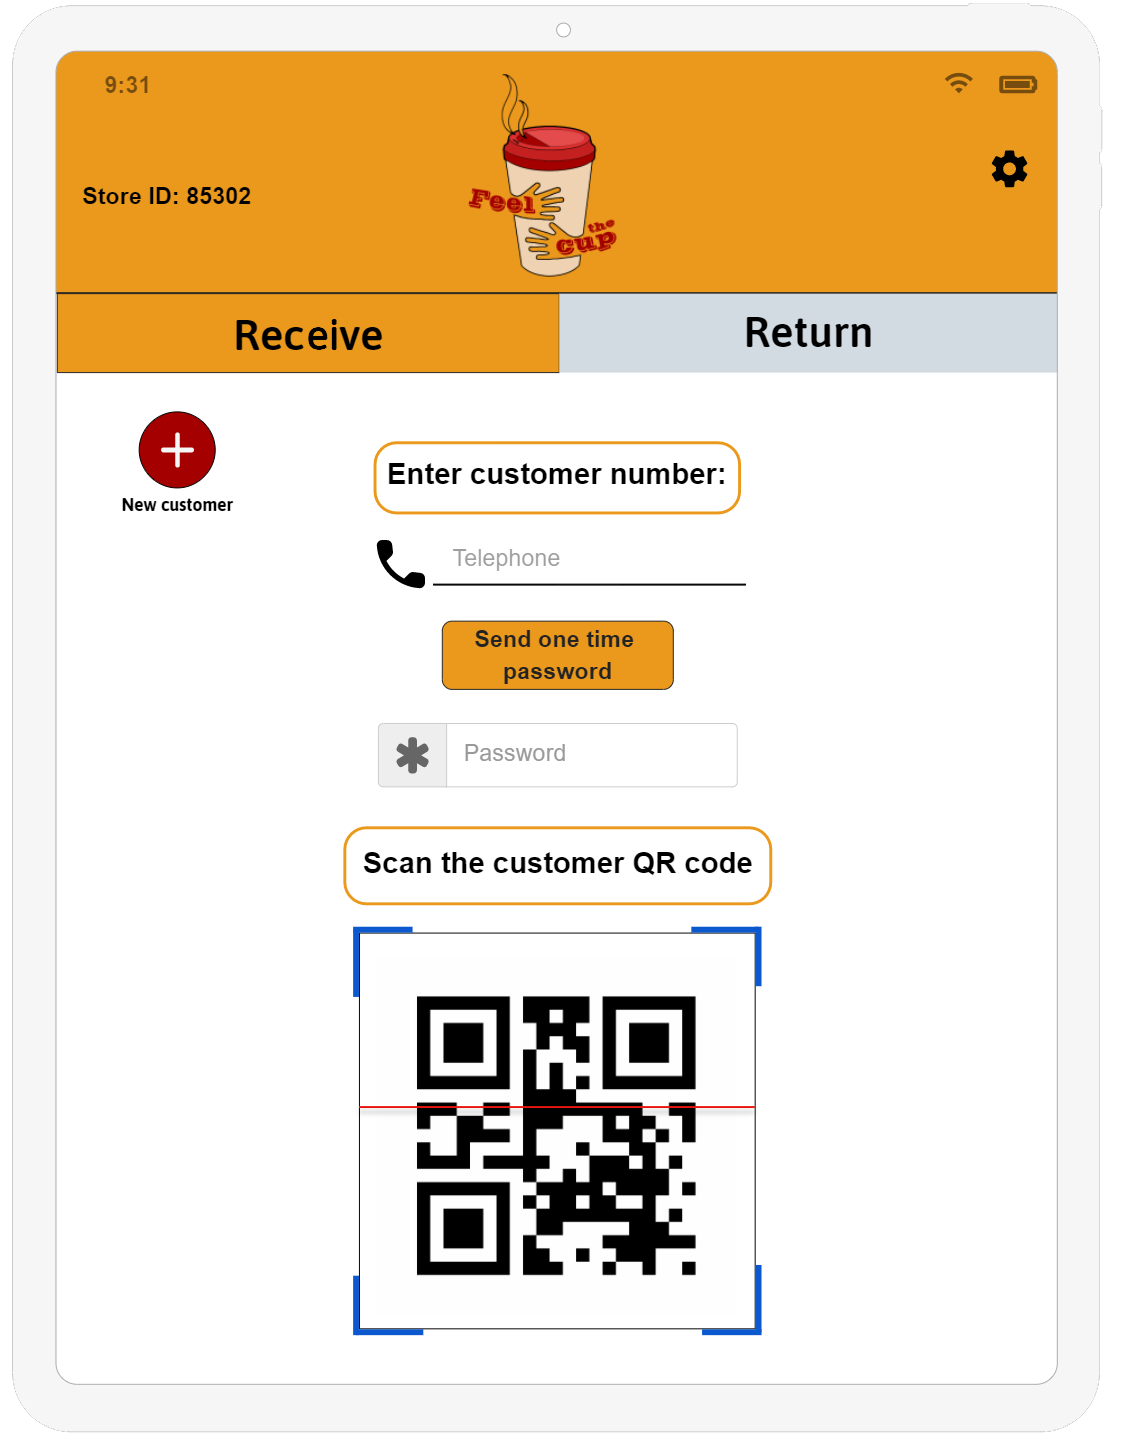 9:31
Store ID: 85302
Feel
the
cup
Receive
Return
New customer
Enter customer number:
Telephone
Send one time
password
Password
Scan the customer QR code